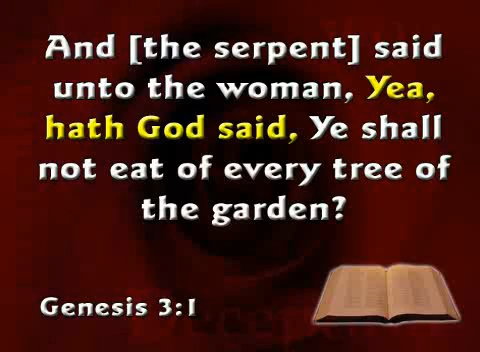 And [the serpent] said
unto the woman, Yea,
hath God said, Ye shall
not eat of every tree of
the garden?
Genesis 3:1